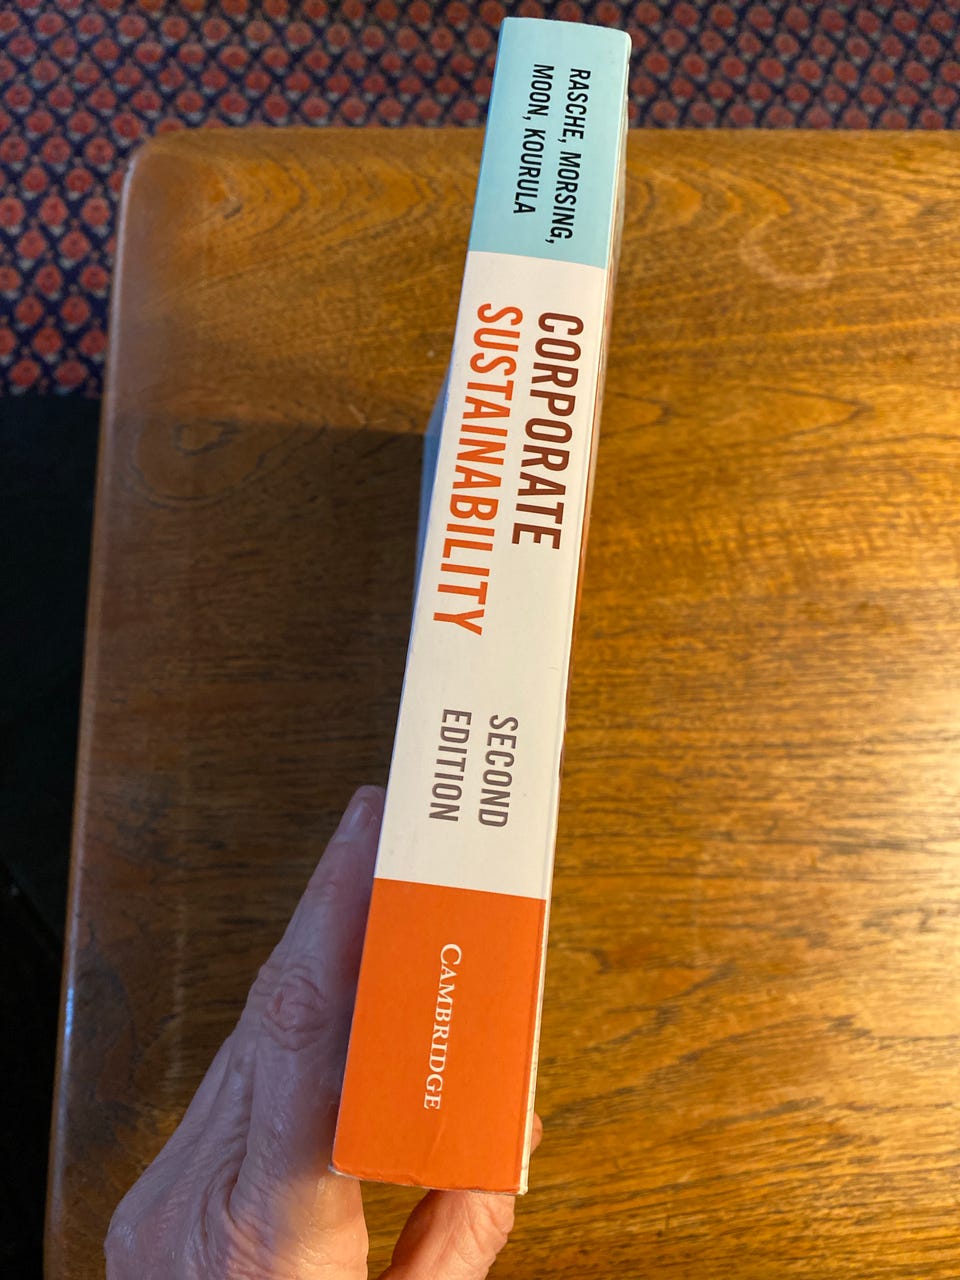 RASCHE, MORSING,
MOON, KOURULA
CORPORATE
SUSTAINABILITY
SECOND
EDITION
CAMBRIDGE